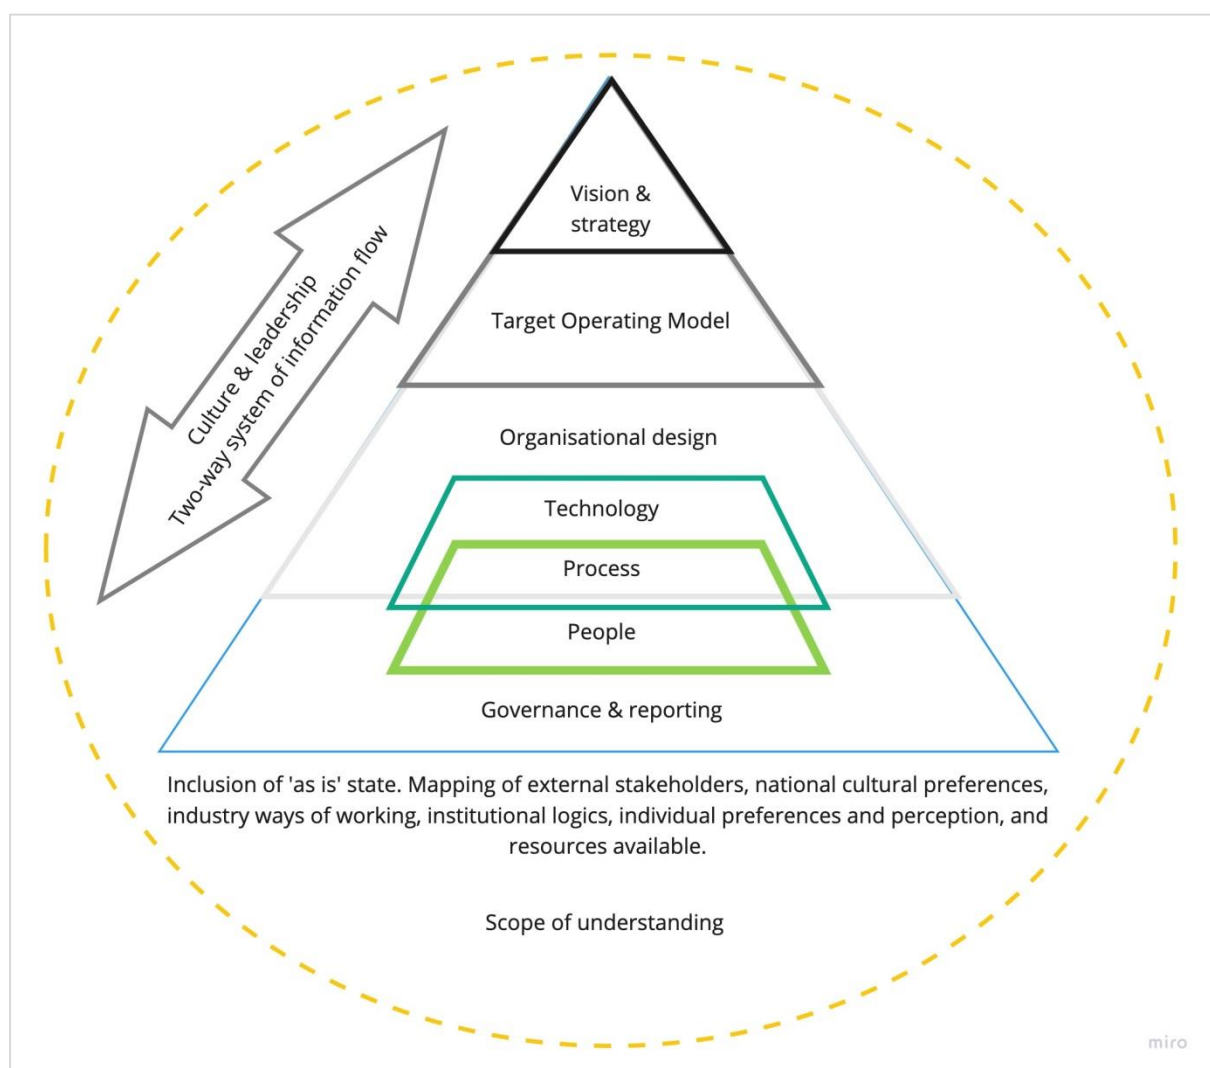 Vision &
strategy
Culture & leadership
Two-way system of information flow
Target Operating Model
Organisational design
Technology
Process
People
Governance & reporting
Inclusion of 'as is' state. Mapping of external stakeholders, national cultural preferences,
industry ways of working, institutional logics, individual preferences and perception, and
resources available.
Scope of understanding
miro